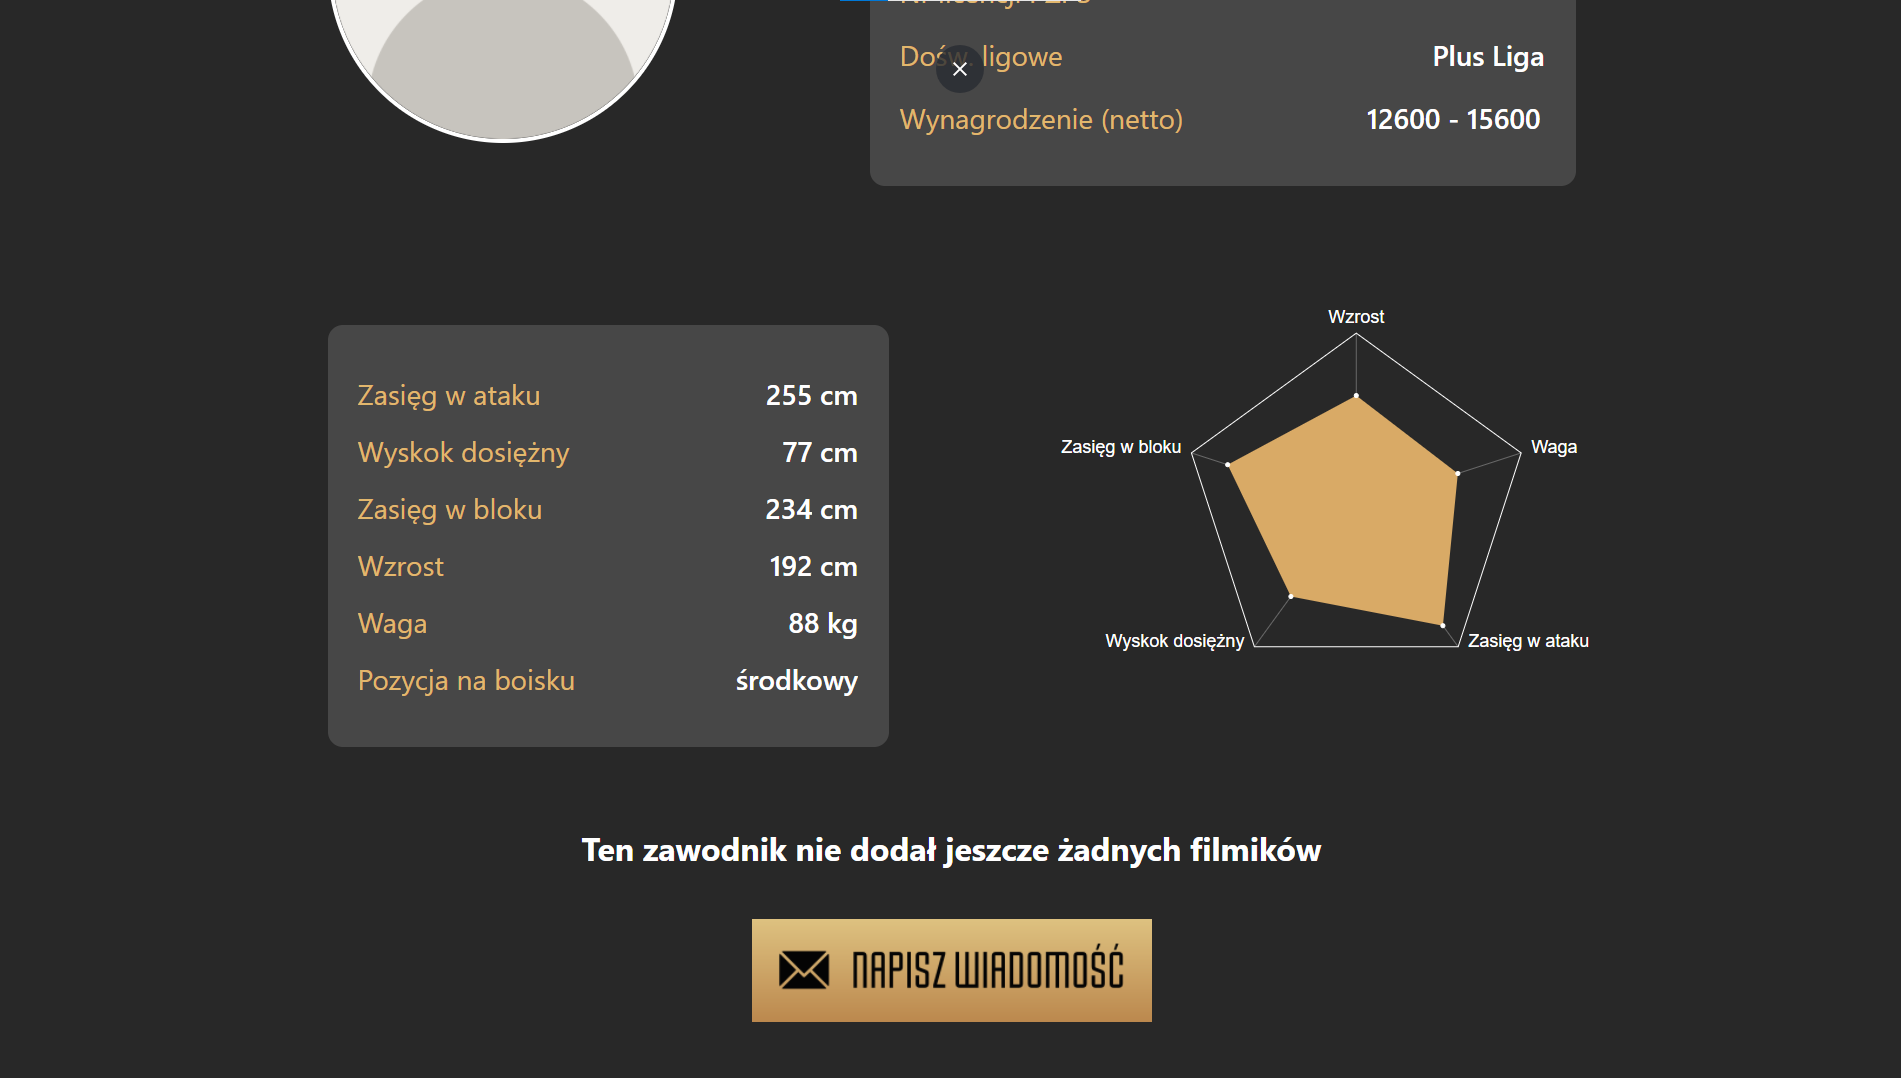 Dośw. ligowe Plus Liga
Wynagrodzenie (netto) 12600 - 15600
Zasięg w ataku 255 cm
Wyskok dosiężny 77 cm
Zasięg w bloku 234 cm
Wzrost 192 cm
Waga 88 kg
Pozycja na boisku środkowy
Wzrost
Zasięg w bloku
Waga
Wyskok dosiężny
Zasięg w ataku
Ten zawodnik nie dodał jeszcze żadnych filmików
NAPISZ WIADOMOŚĆ